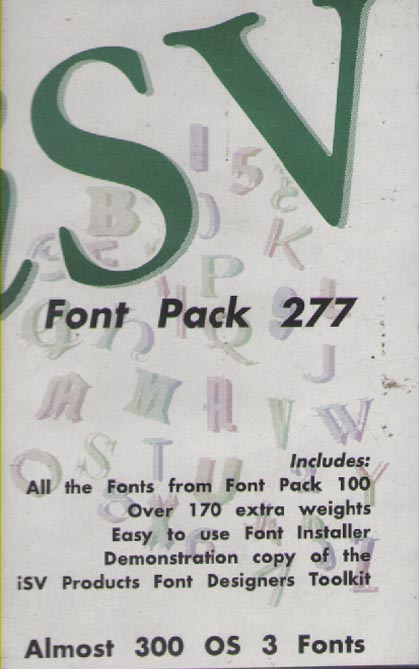 iSV
Font Pack 277
Includes:
All the Fonts from Font Pack 100
Over 170 extra weights
Easy to use Font Installer
Demonstration copy of the
iSV Products Font Designers Toolkit
Almost 300 OS 3 Fonts